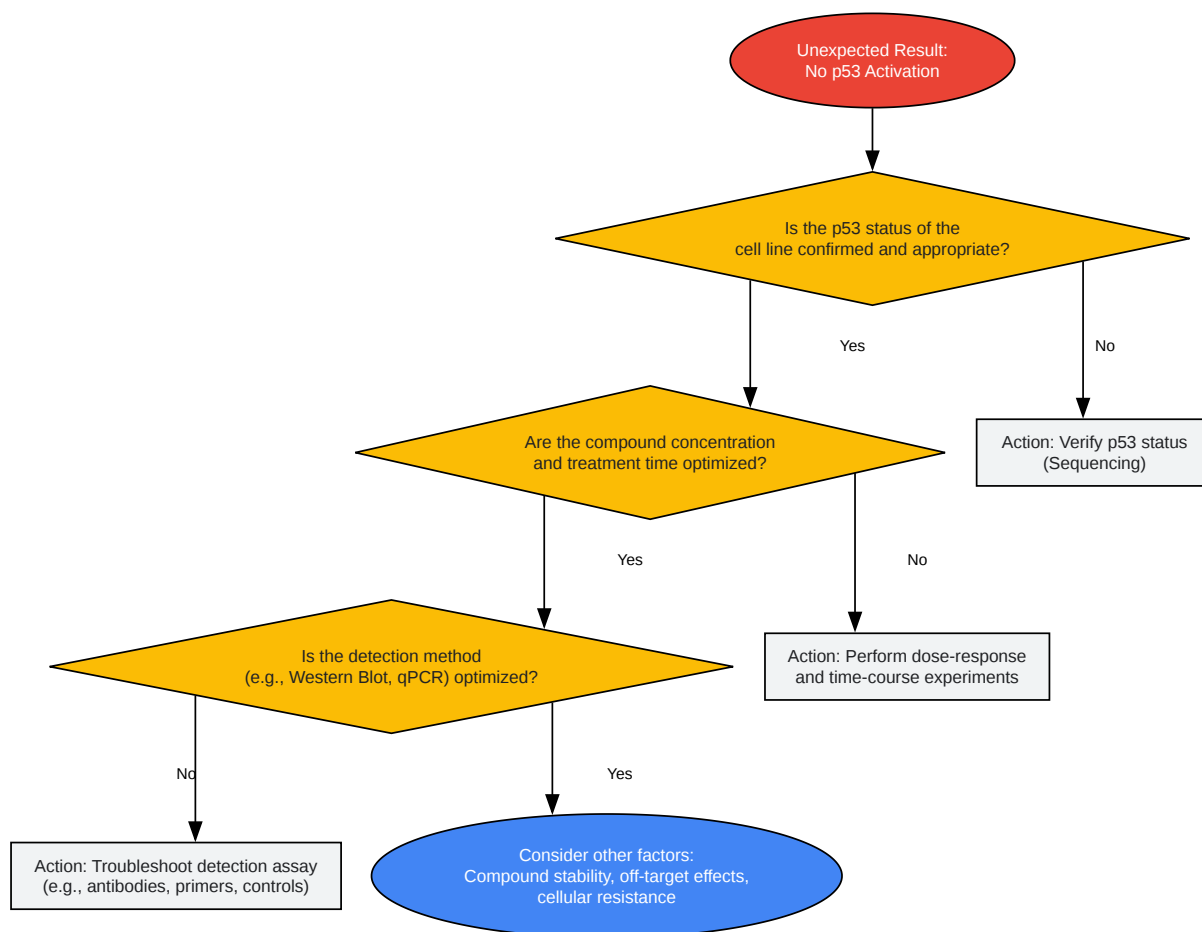 Unexpected Result:
No p53 Activation
Is the p53 status of the
cell line confirmed and appropriate?
Yes
No
Are the compound concentration
and treatment time optimized?
Action: Verify p53 status
(Sequencing)
Yes
No
Is the detection method
(e.g., Western Blot, qPCR) optimized?
Action: Perform dose-response
and time-course experiments
No
Yes
Action: Troubleshoot detection assay
(e.g., antibodies, primers, controls)
Consider other factors:
Compound stability, off-target effects,
cellular resistance